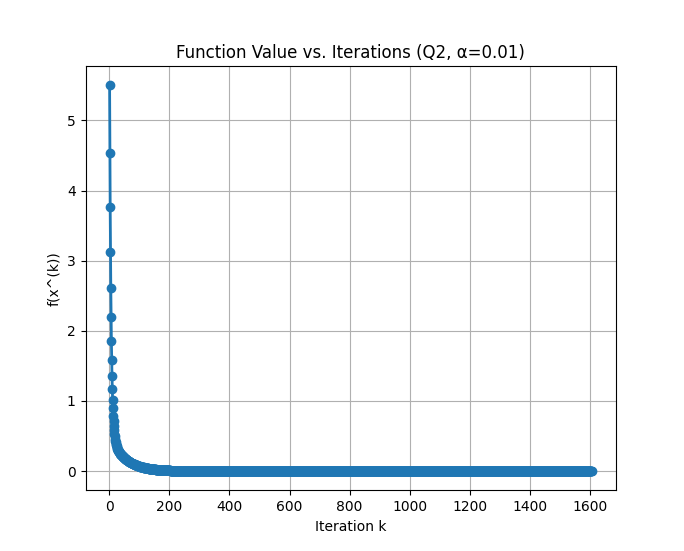 Function Value vs. Iterations (Q2, α=0.01)
f(x^(k))
5
4
3
2
1
0
0 200 400 600 800 1000 1200 1400 1600
Iteration k